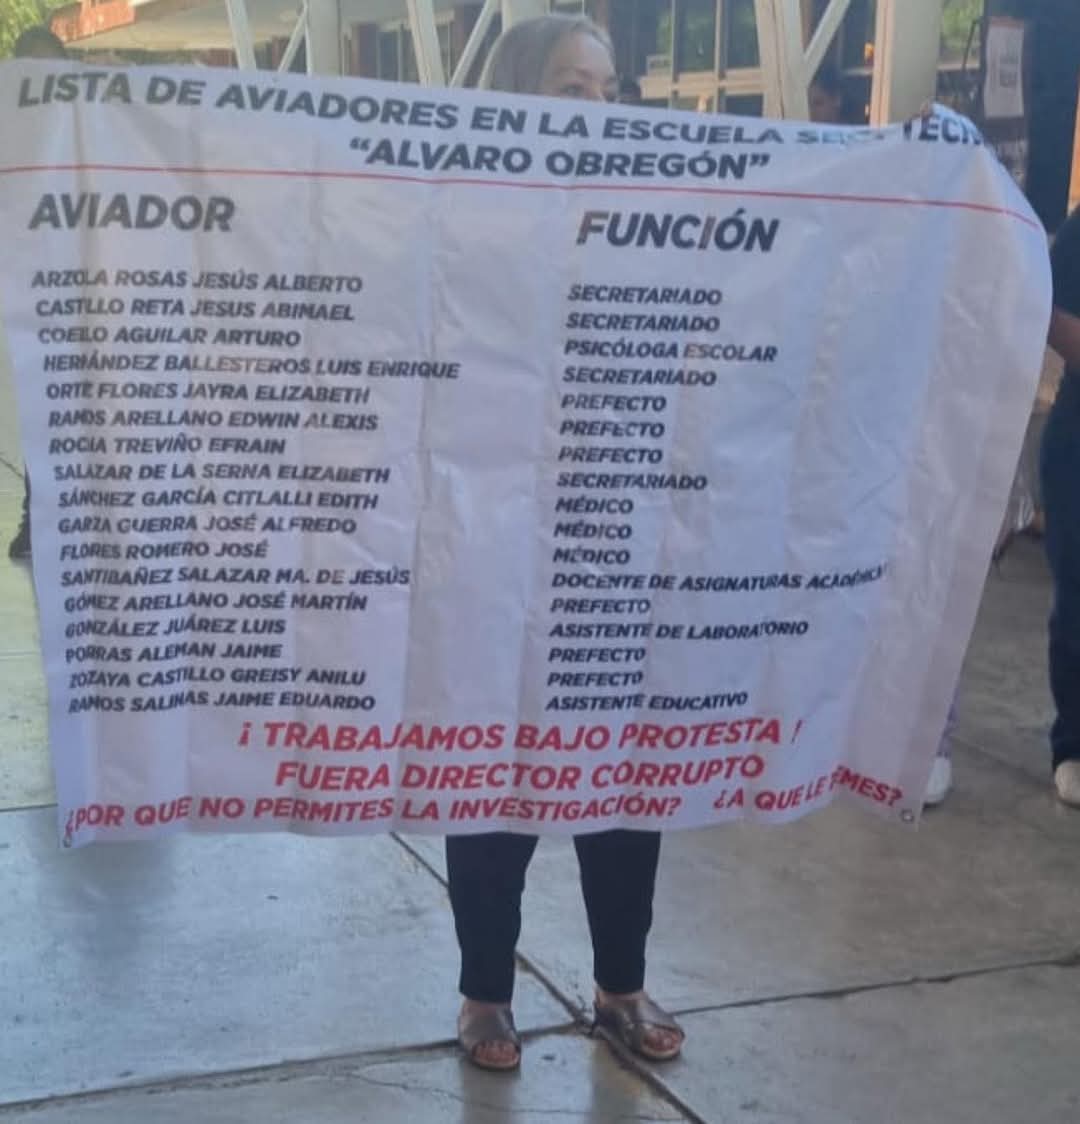 LISTA DE AVIADORES EN LA ESCUELA
"ALVARO OBREGÓN"
AVIADOR FUNCIÓN
ARZOLA ROSAS JESÚS ALBERTO SECRETARIADO
CASTLLO RETA JESUS ABINAEL SECRETARIADO
COELLO AGUILAR ARTURO PSICÓLOGA ESCOLAR
HERNÁNDEZ BALLESTEROS LUIS ENRIQUE SECRETARIADO
ORTE FLORES JAYRA ELIZABETH PREFECTO
RAMOS ARELLANO EDWIN ALEXIS PREFECTO
ROCIA TREVIÑO EFRAIN PREFECTO
SALAZAR DE LA SERNA ELIZABETH SECRETARIADO
SÁNCHEZ GARCÍA CITLALLI EDITH MÉDICO
GARZA GUERRA JOSÉ ALFREDO MÉDICO
FLORES ROMERO JOSÉ MÉDICO
SANTIBAÑEZ SALAZAR MA. DE JESÚS DOCENTE DE ASIGNATURAS
GÓMEZ ARELLANO JOSÉ MARTÍN PREFECTO
GONZÁLEZ JUÁREZ LUIS ASISTENTE DE LABORATORIO
PORRAS ALEMAN JAIME PREFECTO
ZOZAYA CASTILLO GREISY ANILU PREFECTO
RAMOS SALINAS JAIME EDUARDO ASISTENTE EDUCATIVO
¡ TRABAJAMOS BAJO PROTESTA !
FUERA DIRECTOR CORRUPTO
¿POR QUE NO PERMITES LA INVESTIGACIÓN? ¿A QUE LE TEMES?